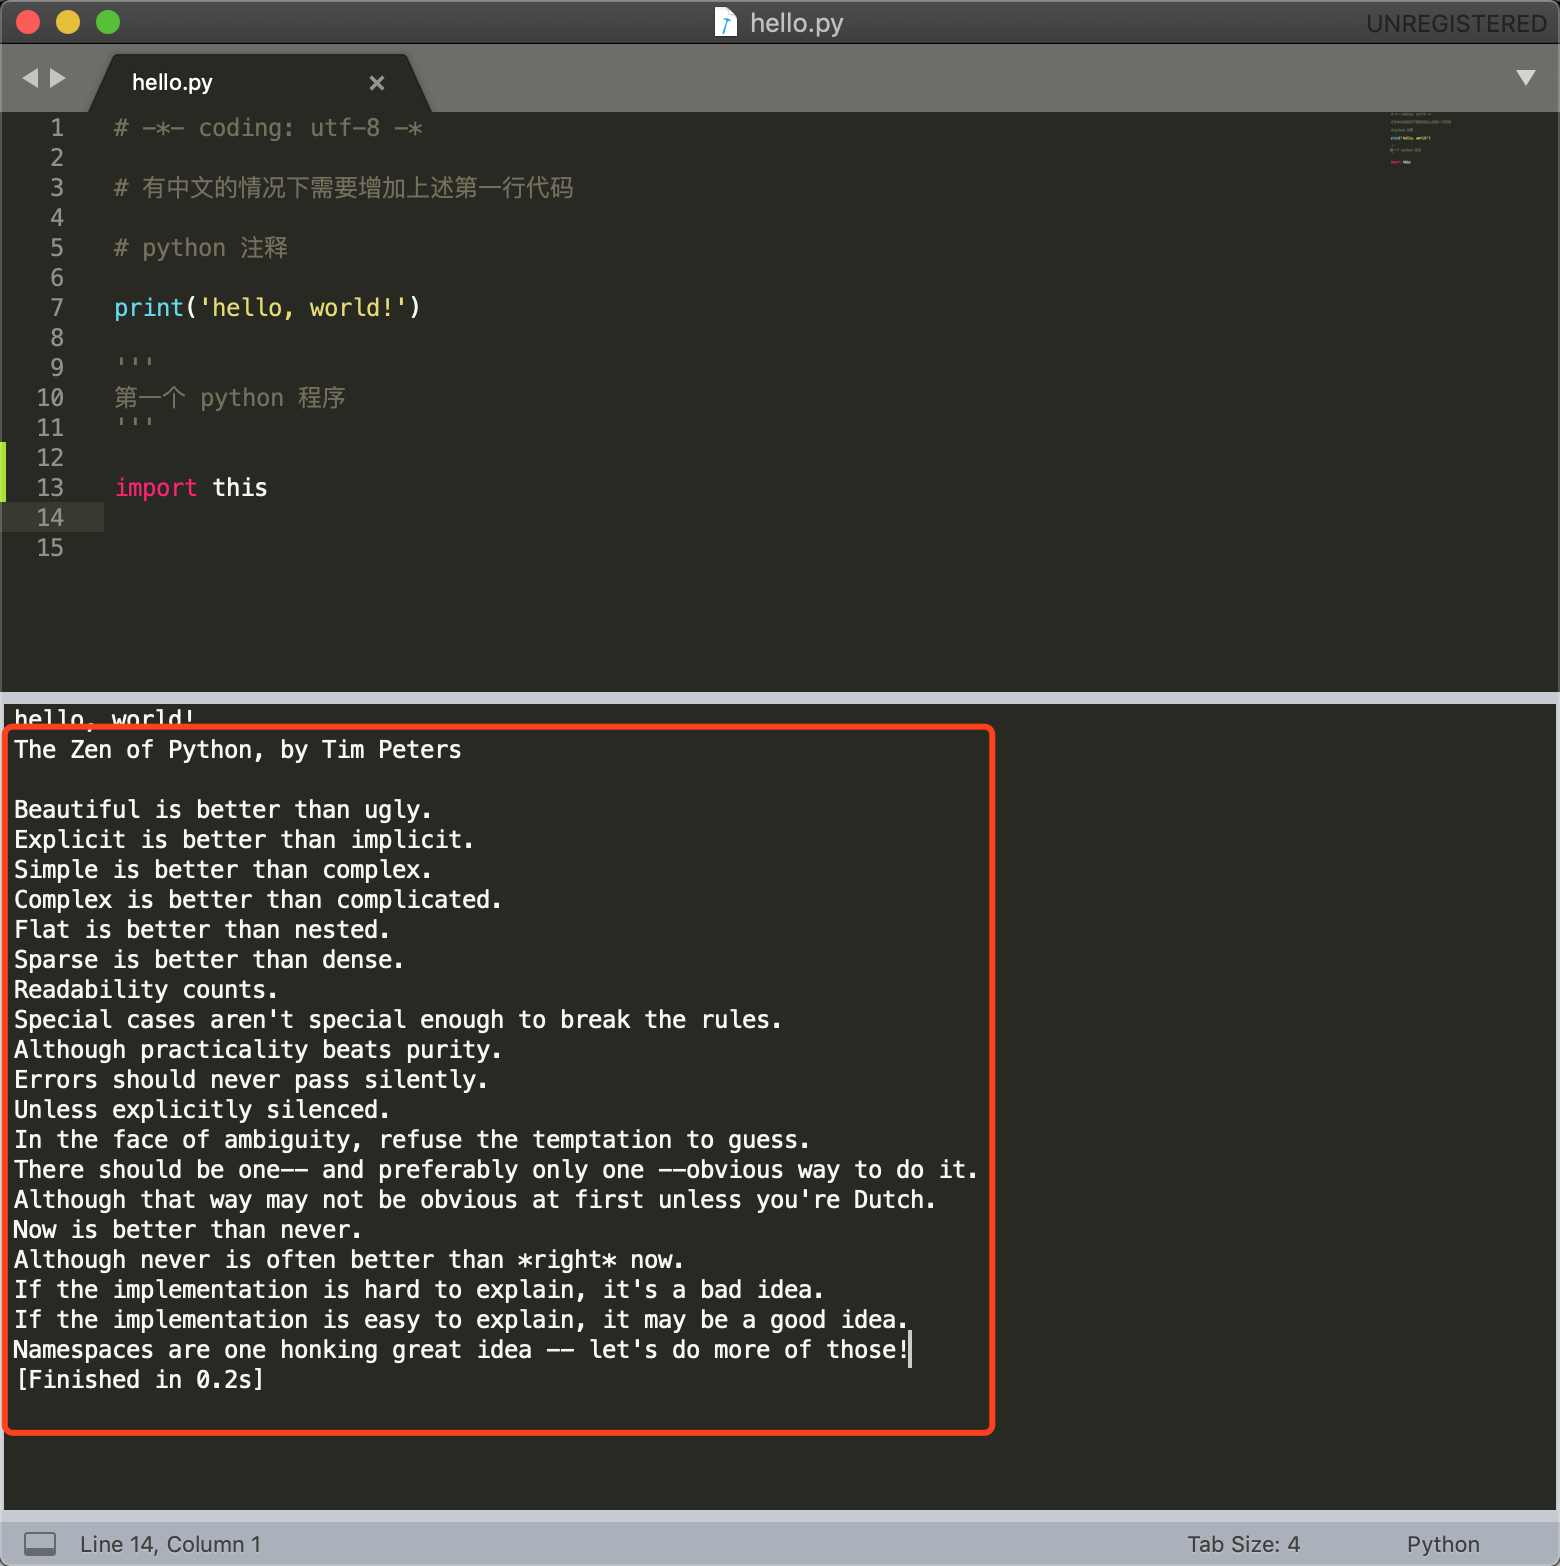 hello.py
UNREGISTERED
hello.py
1 # -*- coding: utf-8 -*
2
3 # 有中文的情况下需要增加上述第一行代码
4
5 # python 注释
6
7 print('hello, world!')
8
9 '''
10 第一个 python 程序
11 '''
12
13 import this
14
15
hello, world!
The Zen of Python, by Tim Peters
Beautiful is better than ugly.
Explicit is better than implicit.
Simple is better than complex.
Complex is better than complicated.
Flat is better than nested.
Sparse is better than dense.
Readability counts.
Special cases aren't special enough to break the rules.
Although practicality beats purity.
Errors should never pass silently.
Unless explicitly silenced.
In the face of ambiguity, refuse the temptation to guess.
There should be one-- and preferably only one --obvious way to do it.
Although that way may not be obvious at first unless you're Dutch.
Now is better than never.
Although never is often better than *right* now.
If the implementation is hard to explain, it's a bad idea.
If the implementation is easy to explain, it may be a good idea.
Namespaces are one honking great idea -- let's do more of those!
[Finished in 0.2s]
Line 14, Column 1
Tab Size: 4
Python